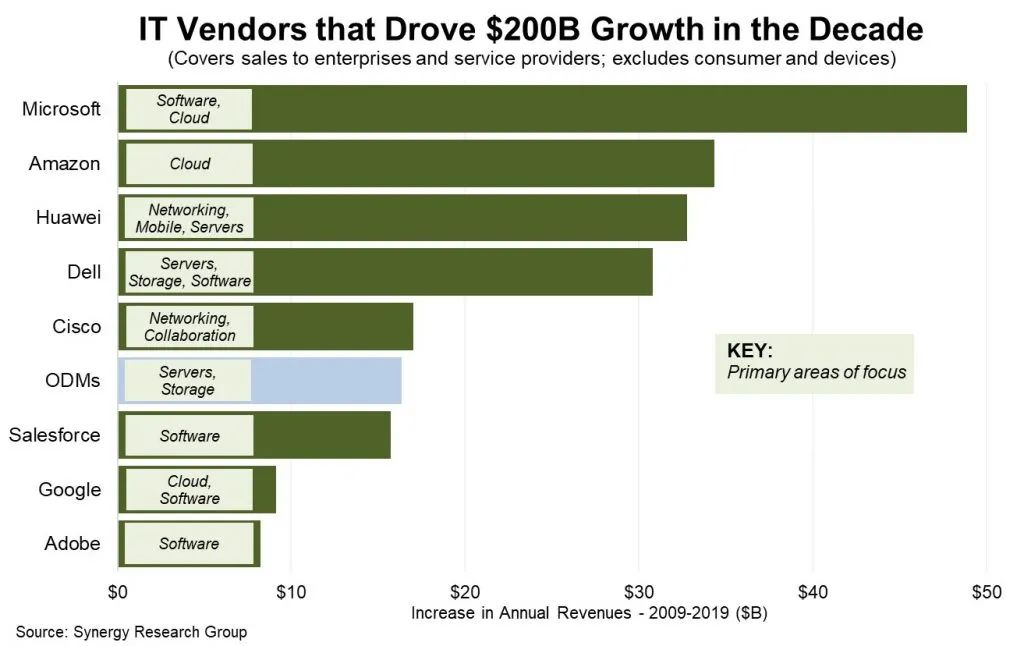 IT Vendors that Drove $200B Growth in the Decade
(Covers sales to enterprises and service providers; excludes consumer and devices)
Microsoft
Software,
Cloud
Amazon
Cloud
Huawei
Networking,
Mobile, Servers
Dell
Servers,
Storage, Software
Cisco
Networking,
Collaboration
ODMs
Servers,
Storage
Salesforce
Software
Google
Cloud,
Software
Adobe
Software
KEY:
Primary areas of focus
$0 $10 $20 $30 $40 $50
Increase in Annual Revenues - 2009-2019 ($B)
Source: Synergy Research Group